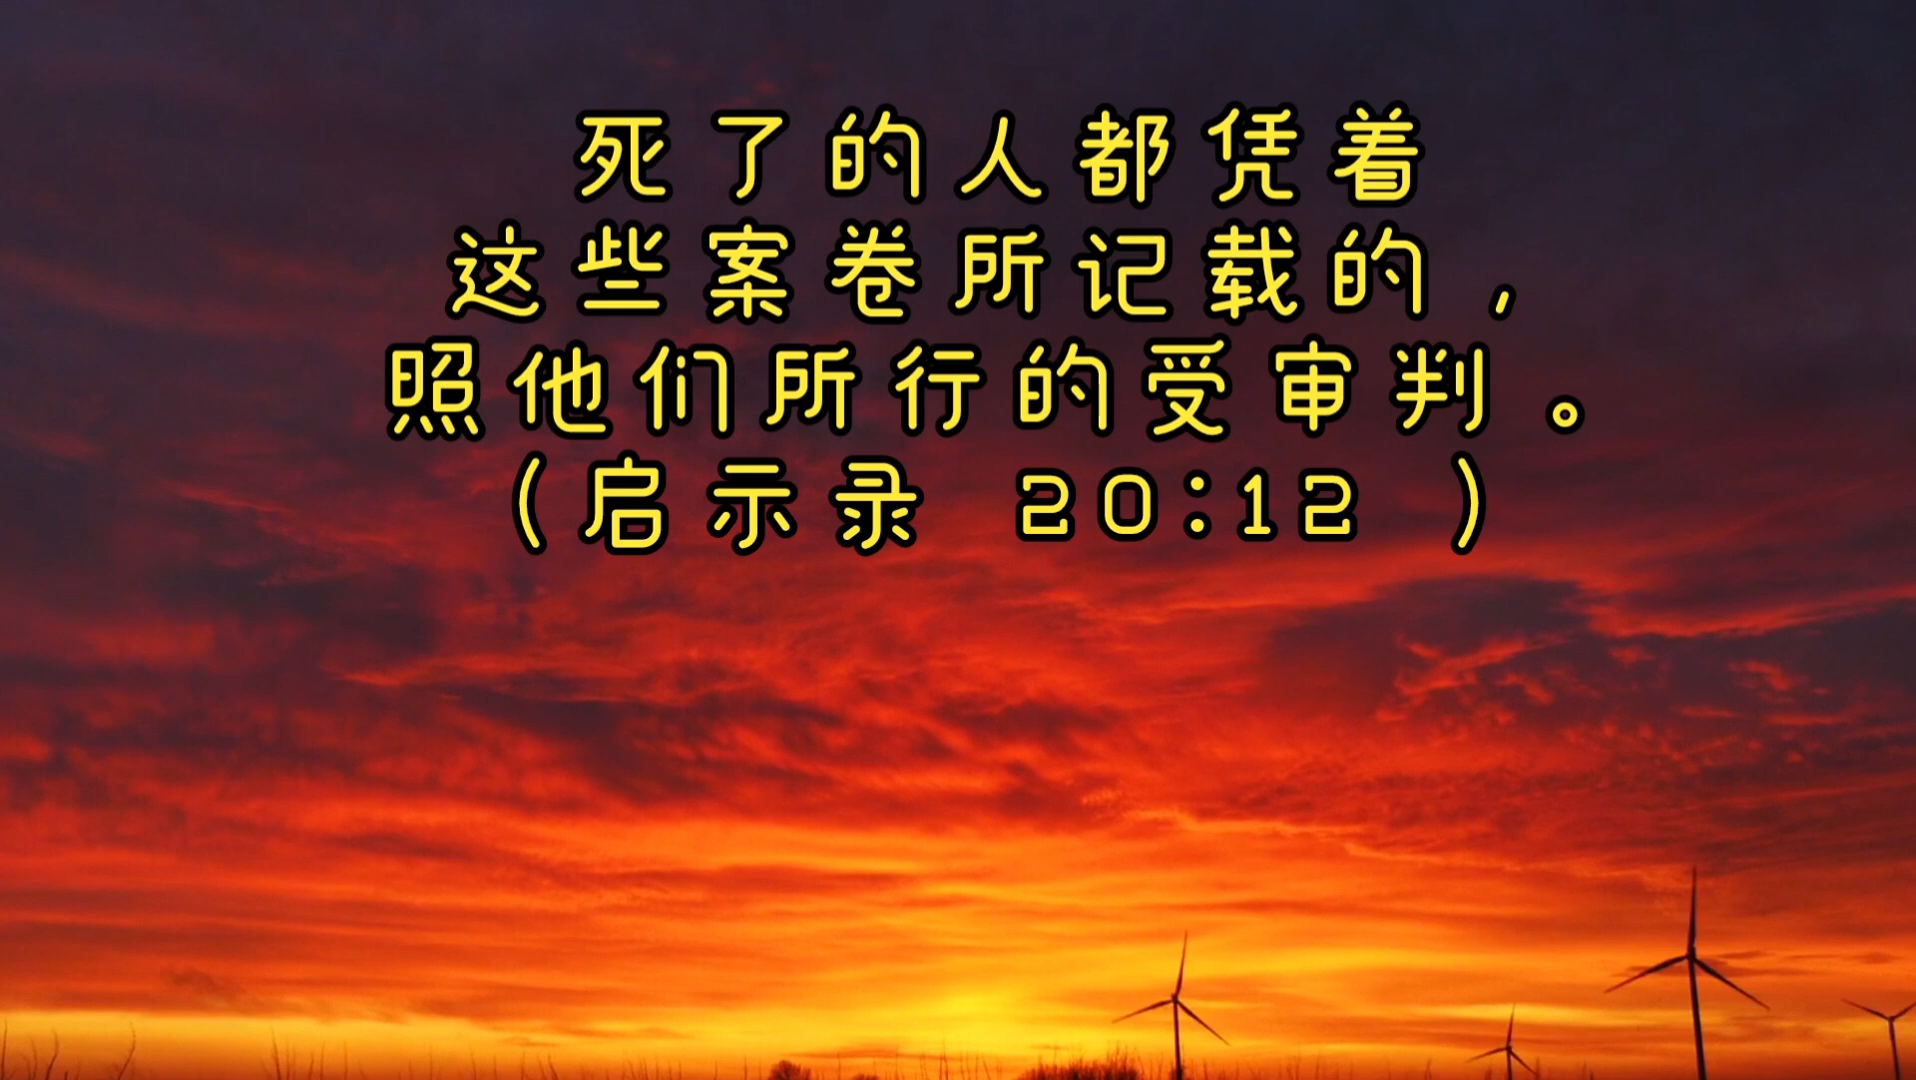 死了的人都凭着
这些案卷所记载的，
照他们所行的受审判。
（启示录 20:12 ）